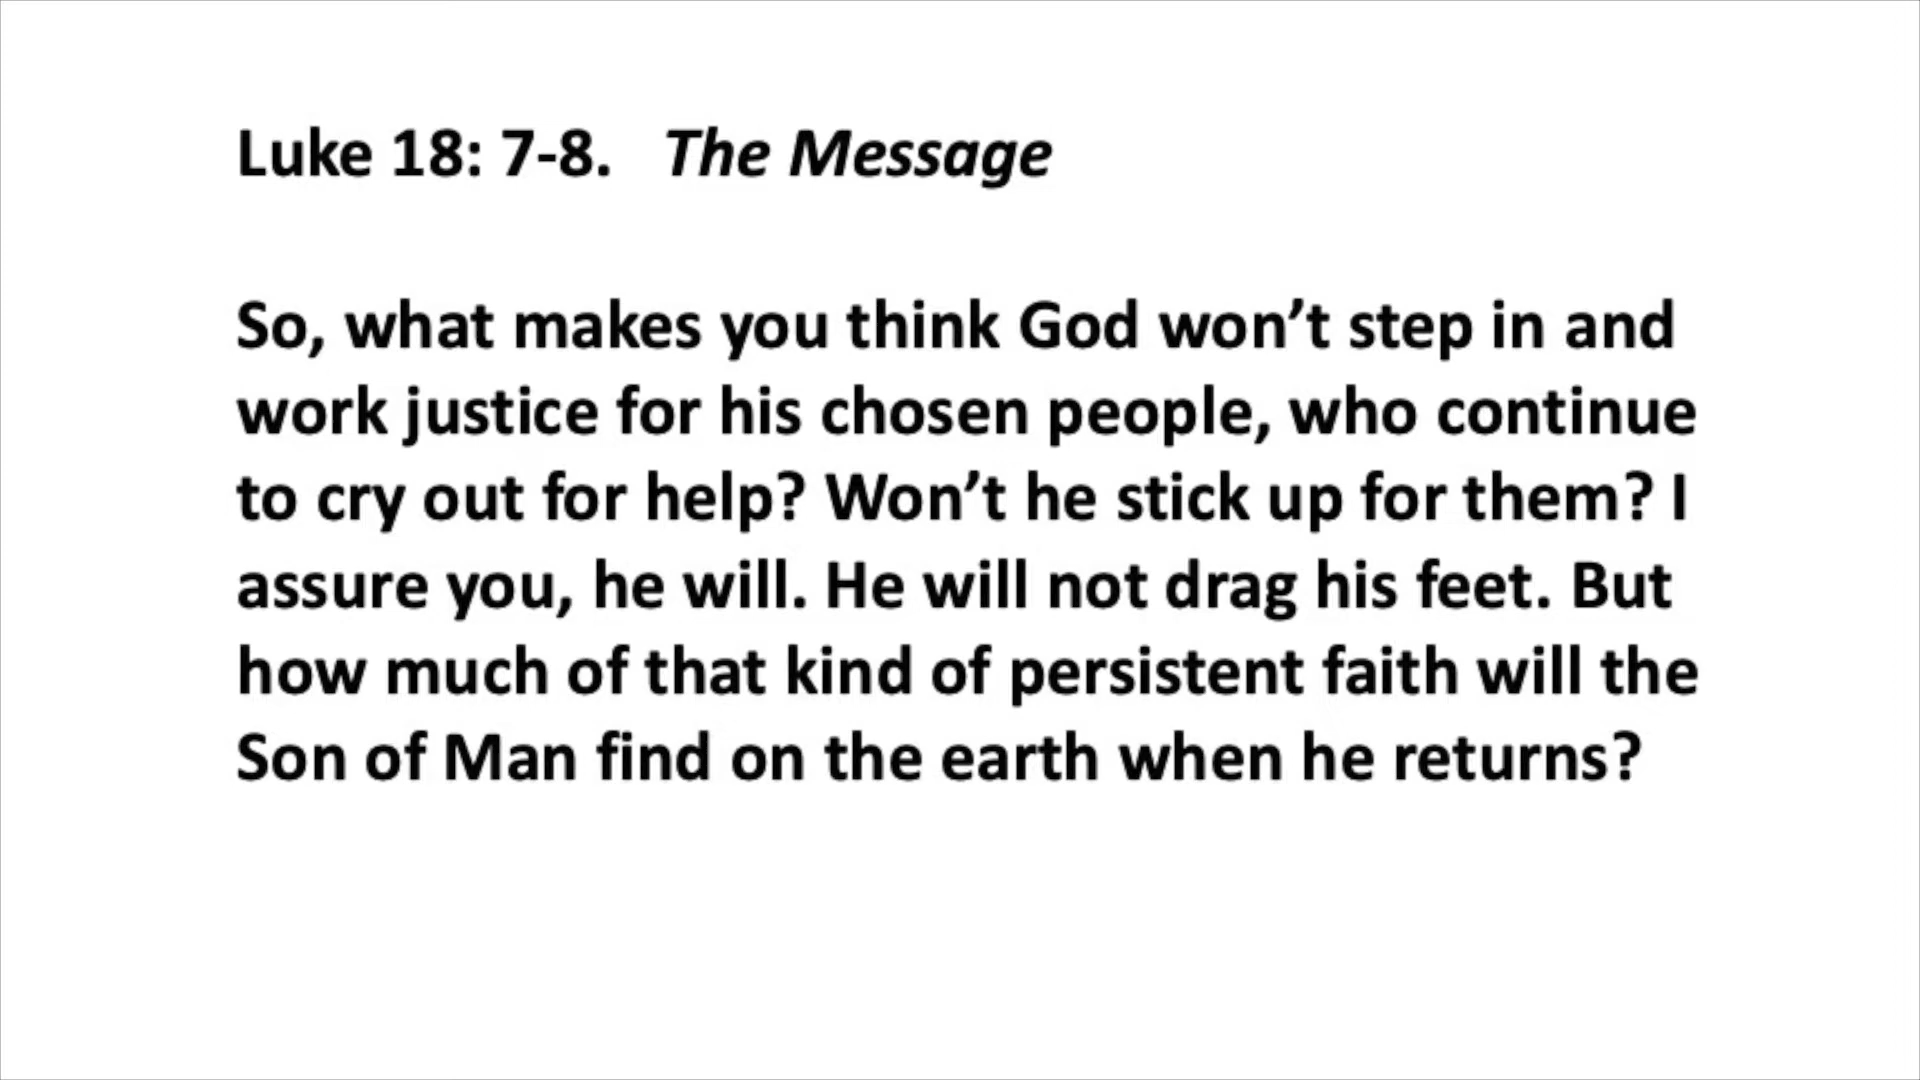 Luke 18: 7-8. The Message
So, what makes you think God won’t step in and
work justice for his chosen people, who continue
to cry out for help? Won’t he stick up for them? I
assure you, he will. He will not drag his feet. But
how much of that kind of persistent faith will the
Son of Man find on the earth when he returns?